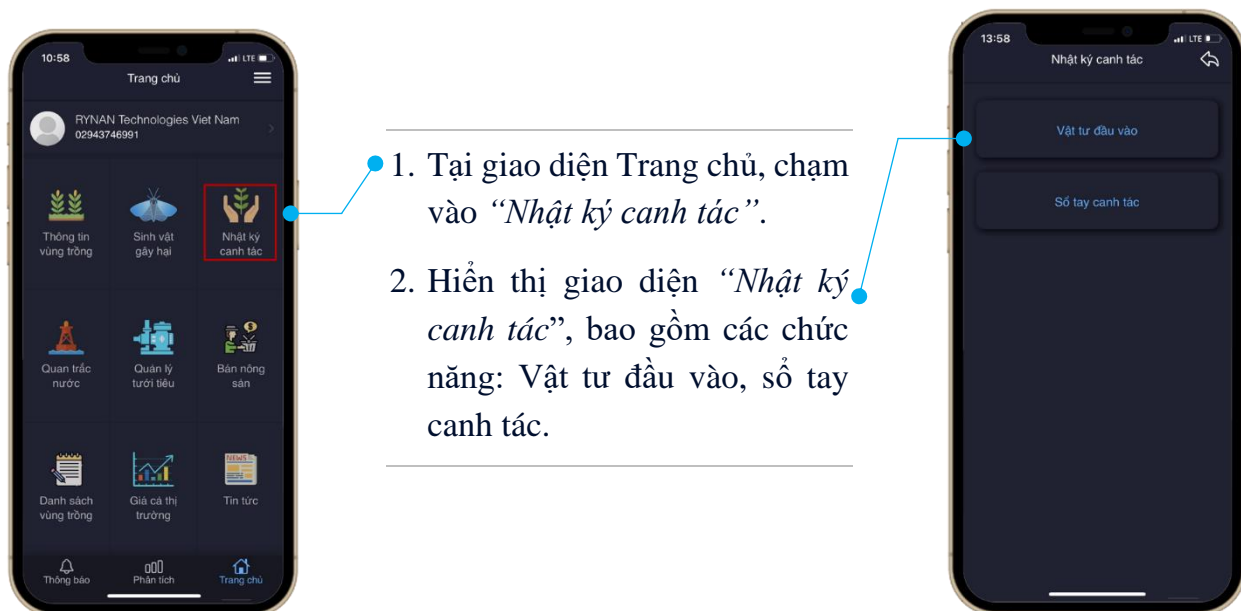 10:58
LTE
Trang chủ
RYNAN Technologies Viet Nam
02943746991
Thông tin
vùng trồng
Sinh vật
gây hại
Nhật ký
canh tác
Quan trắc
nước
Quản lý
tưới tiêu
Bán nông
sản
Danh sách
vùng trồng
Giá cả thị
trường
NEWS
Tin tức
Thông báo
Phân tích
Trang chủ
1. Tại giao diện Trang chủ, chạm
vào “Nhật ký canh tác”.
2. Hiển thị giao diện “Nhật ký
canh tác”, bao gồm các chức
năng: Vật tư đầu vào, sổ tay
canh tác.
13:58
LTE
Nhật ký canh tác
Vật tư đầu vào
Sổ tay canh tác